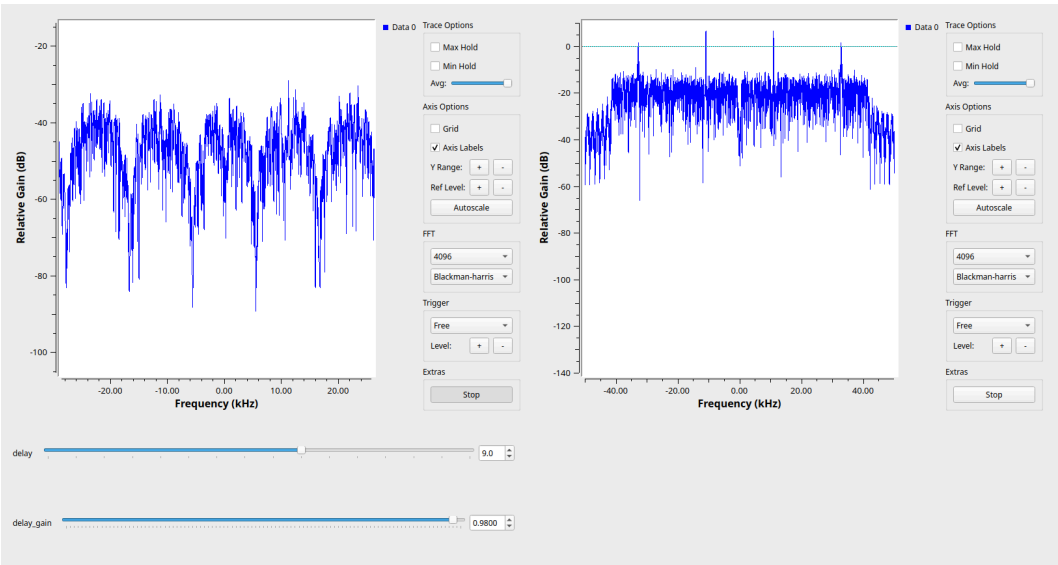 -20
-40
-60
-80
-100
-20.00
-10.00
0.00
10.00
20.00
Relative Gain (dB)
Frequency (kHz)
Data 0
Trace Options
Max Hold
Min Hold
Avg:
Axis Options
Grid
Axis Labels
Y Range: + -
Ref Level: + -
Autoscale
FFT
4096
Blackman-harris
Trigger
Free
Level: + -
Extras
Stop
0
-20
-40
-60
-80
-100
-120
-140
-40.00
-20.00
0.00
20.00
40.00
Relative Gain (dB)
Frequency (kHz)
Data 0
Trace Options
Max Hold
Min Hold
Avg:
Axis Options
Grid
Axis Labels
Y Range: + -
Ref Level: + -
Autoscale
FFT
4096
Blackman-harris
Trigger
Free
Level: + -
Extras
Stop
delay 9.0
delay_gain 0.9800